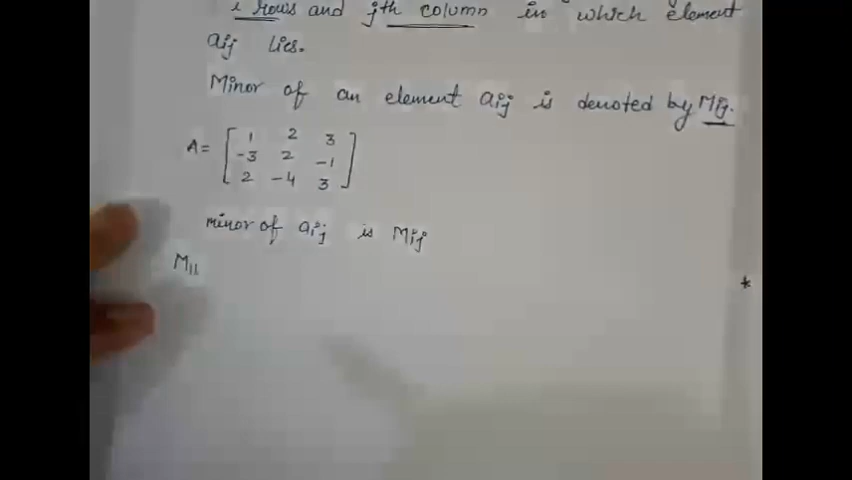 i rows and jth column in which element
aij lies.
Minor of an element aij is denoted by Mij.
A = [ 1 2 3
-3 2 -1
2 -4 3 ]
minor of aij is Mij
M11
*